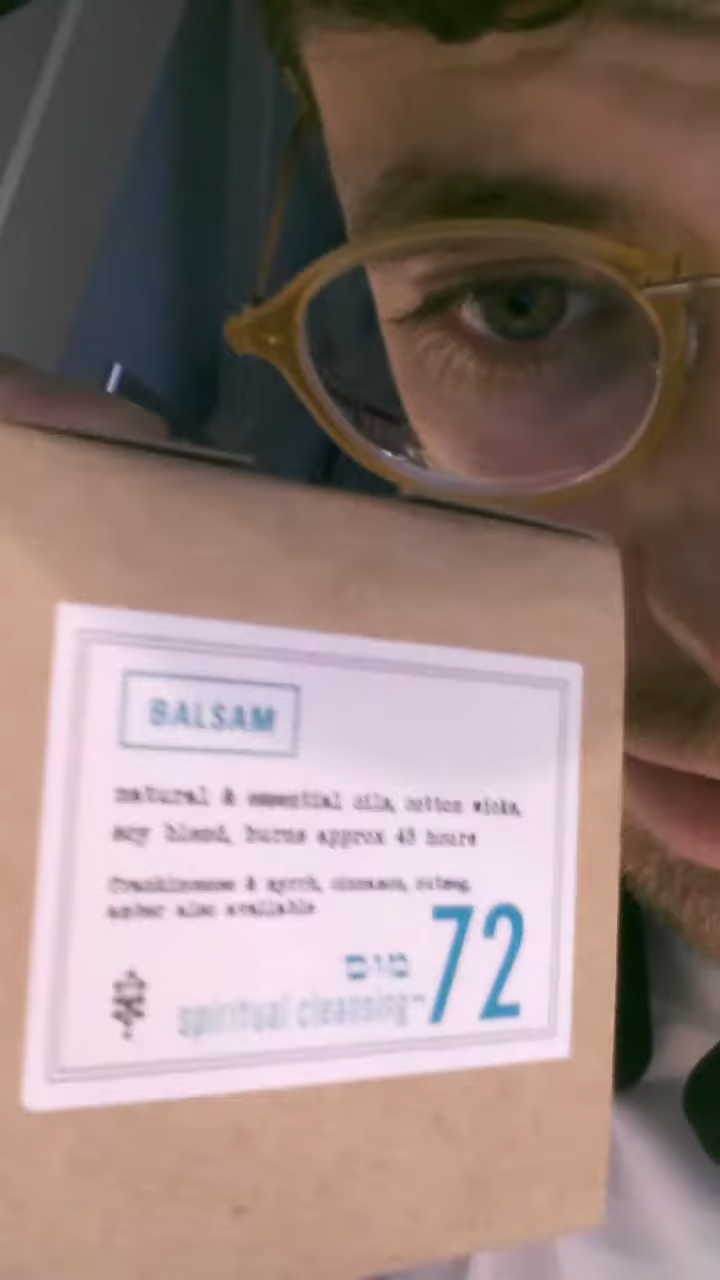 BALSAM
natural & essential oils, cotton wicks,
soy blend, burns approx 48 hours
frankincense & myrrh, cinnamon, nutmeg,
amber also available
72
spiritual cleansing™